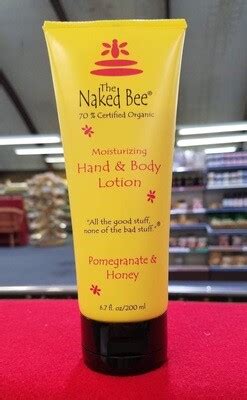 The
Naked Bee®
70 % Certified Organic
Moisturizing
Hand & Body
Lotion
"All the good stuff,
none of the bad stuff."®
Pomegranate &
Honey
6.7 fl. oz/200 ml